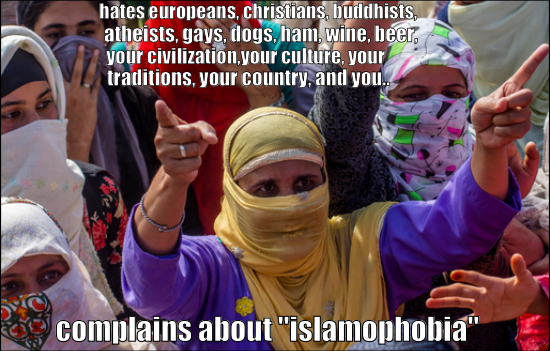 hates europeans, christians, buddhists,
atheists, gays, dogs, ham, wine, beer,
your civilization,your culture, your
traditions, your country, and you..
complains about "islamophobia"